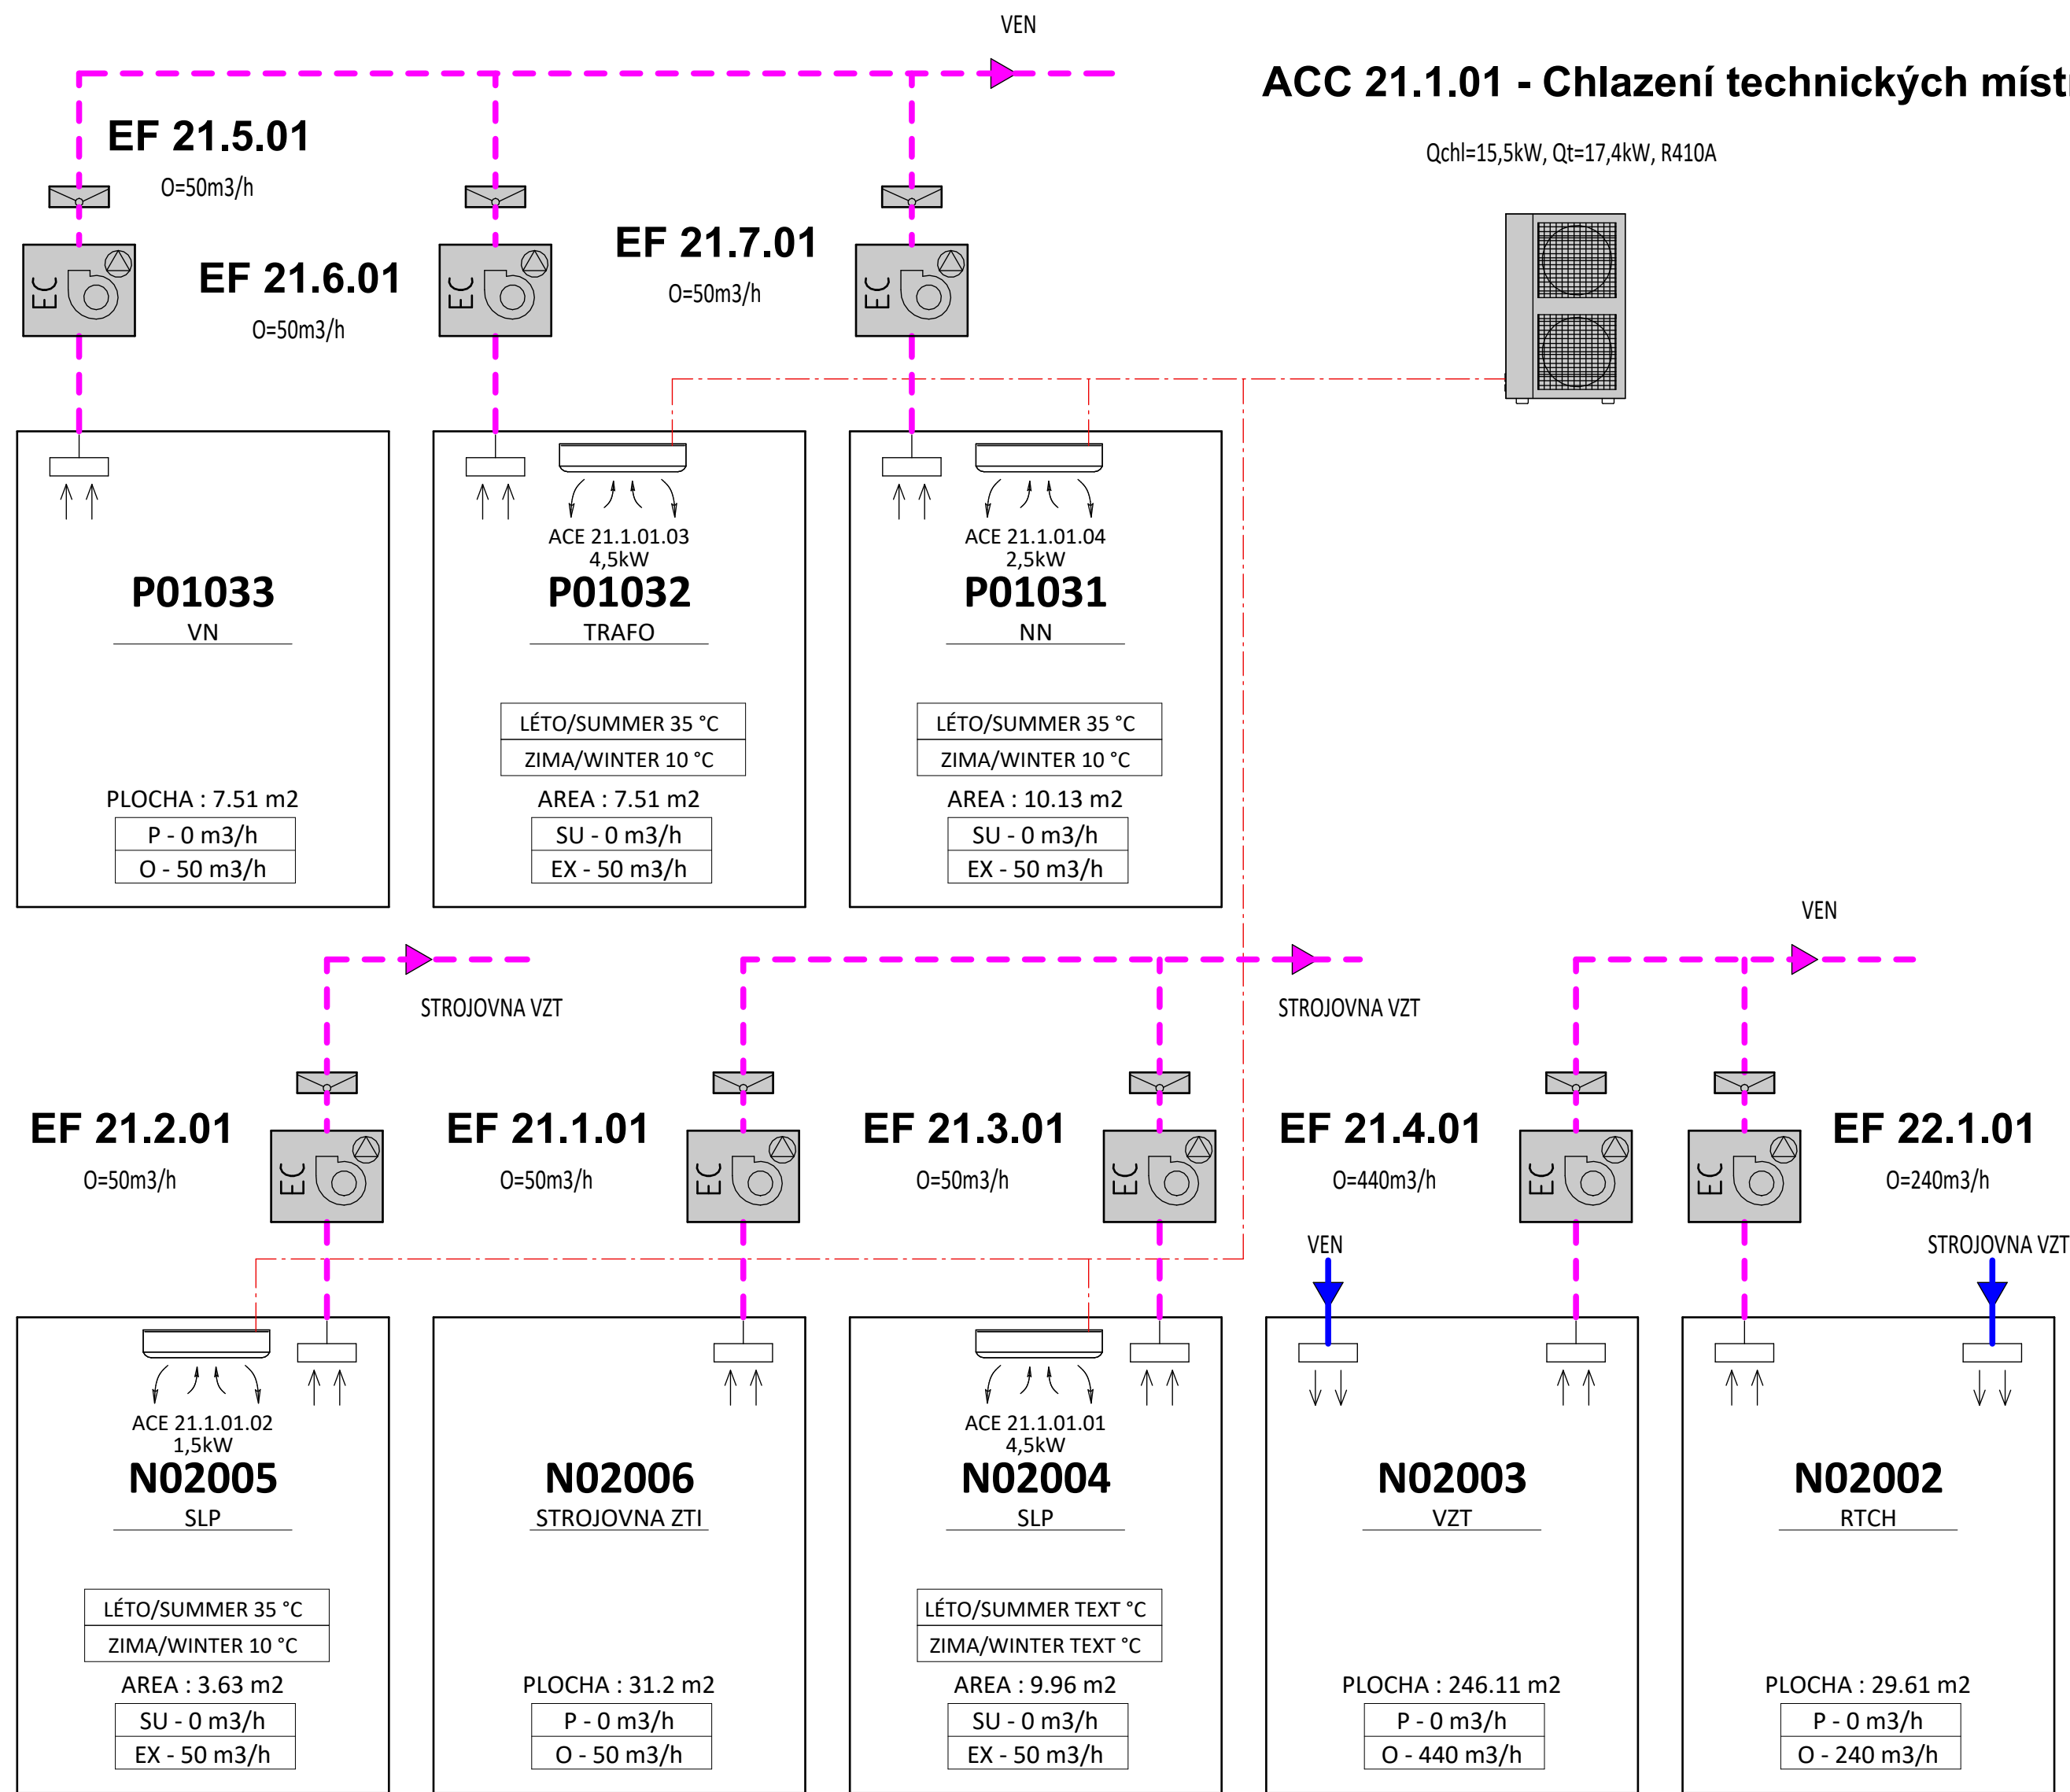 VEN
ACC 21.1.01 - Chlazení technických míst
Qchl=15,5kW, Qt=17,4kW, R410A
EF 21.5.01
O=50m3/h
EC
EF 21.6.01
O=50m3/h
EC
EF 21.7.01
O=50m3/h
EC
P01033
VN
PLOCHA : 7.51 m2
P - 0 m3/h
O - 50 m3/h
ACE 21.1.01.03
4,5kW
P01032
TRAFO
LÉTO/SUMMER 35 °C
ZIMA/WINTER 10 °C
AREA : 7.51 m2
SU - 0 m3/h
EX - 50 m3/h
ACE 21.1.01.04
2,5kW
P01031
NN
LÉTO/SUMMER 35 °C
ZIMA/WINTER 10 °C
AREA : 10.13 m2
SU - 0 m3/h
EX - 50 m3/h
STROJOVNA VZT
STROJOVNA VZT
VEN
EF 21.2.01
O=50m3/h
EC
EF 21.1.01
O=50m3/h
EC
EF 21.3.01
O=50m3/h
EC
EF 21.4.01
O=440m3/h
EC
EC
EF 22.1.01
O=240m3/h
VEN
STROJOVNA VZT
ACE 21.1.01.02
1,5kW
N02005
SLP
LÉTO/SUMMER 35 °C
ZIMA/WINTER 10 °C
AREA : 3.63 m2
SU - 0 m3/h
EX - 50 m3/h
N02006
STROJOVNA ZTI
PLOCHA : 31.2 m2
P - 0 m3/h
O - 50 m3/h
ACE 21.1.01.01
4,5kW
N02004
SLP
LÉTO/SUMMER TEXT °C
ZIMA/WINTER TEXT °C
AREA : 9.96 m2
SU - 0 m3/h
EX - 50 m3/h
N02003
VZT
PLOCHA : 246.11 m2
P - 0 m3/h
O - 440 m3/h
N02002
RTCH
PLOCHA : 29.61 m2
P - 0 m3/h
O - 240 m3/h